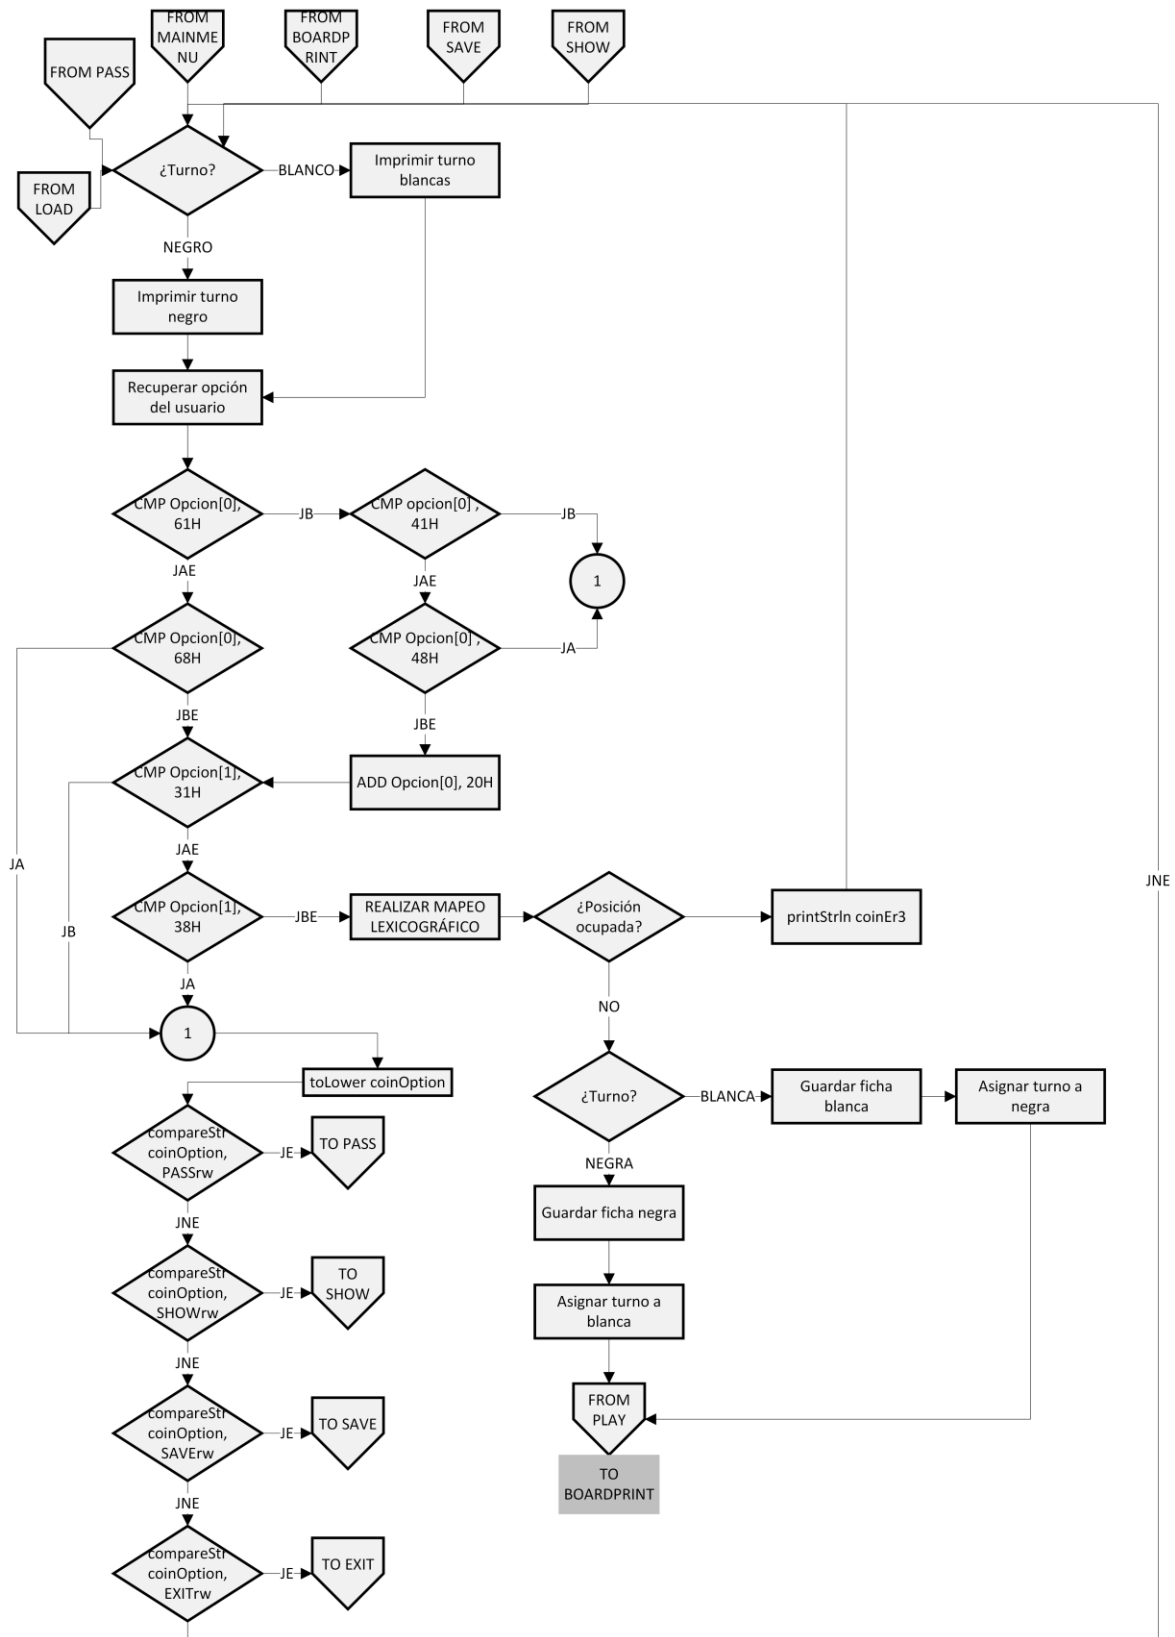 FROM
MAINME
NU
FROM
BOARDP
RINT
FROM
SAVE
FROM
SHOW
FROM PASS
FROM
LOAD
¿Turno?
BLANCO
Imprimir turno
blancas
NEGRO
Imprimir turno
negro
Recuperar opción
del usuario
CMP Opcion[0],
61H
JB
CMP opcion[0] ,
41H
JB
JAE
JAE
1
CMP Opcion[0],
68H
CMP Opcion[0] ,
48H
JA
JBE
JBE
CMP Opcion[1],
31H
ADD Opcion[0], 20H
JAE
JA
JNE
CMP Opcion[1],
38H
JBE
REALIZAR MAPEO
LEXICOGRÁFICO
¿Posición
ocupada?
printStrln coinEr3
JB
JA
NO
1
toLower coinOption
¿Turno?
BLANCA
Guardar ficha
blanca
Asignar turno a
negra
compareStr
coinOption,
PASSrw
JE
TO PASS
NEGRA
Guardar ficha negra
JNE
compareStr
coinOption,
SHOWrw
JE
TO
SHOW
Asignar turno a
blanca
JNE
FROM
PLAY
compareStr
coinOption,
SAVErw
JE
TO SAVE
TO
BOARDPRINT
JNE
compareStr
coinOption,
EXITrw
JE
TO EXIT